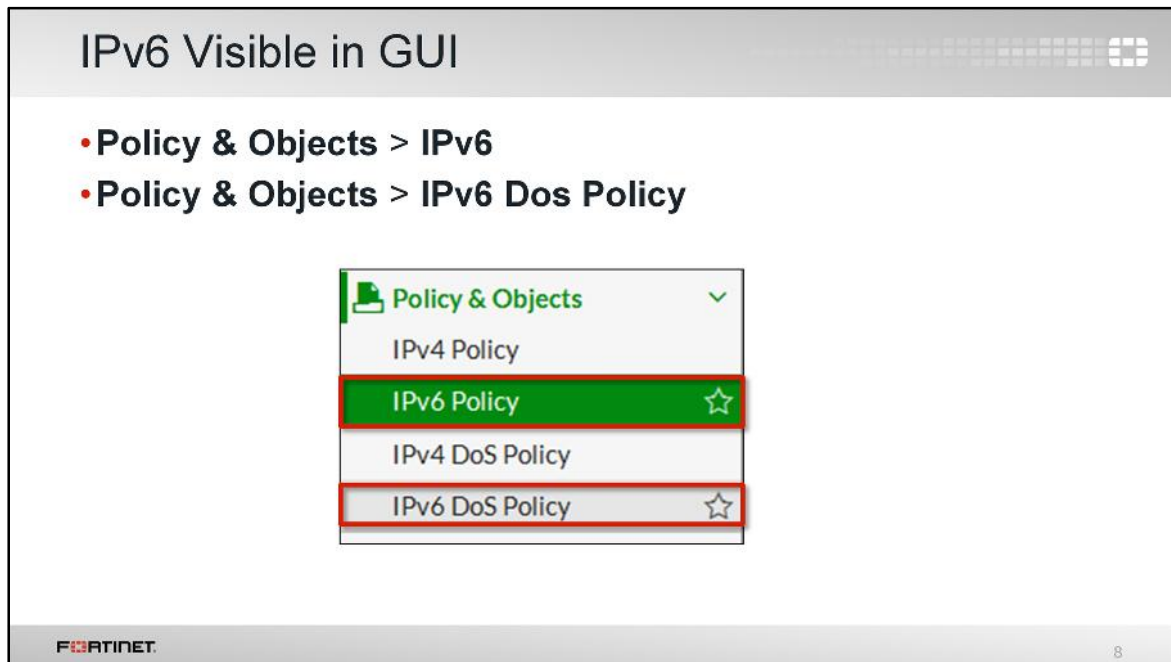 IPv6 Visible in GUI
•Policy & Objects > IPv6
•Policy & Objects > IPv6 Dos Policy
Policy & Objects
IPv4 Policy
IPv6 Policy
IPv4 DoS Policy
IPv6 DoS Policy
FORTINET.
8